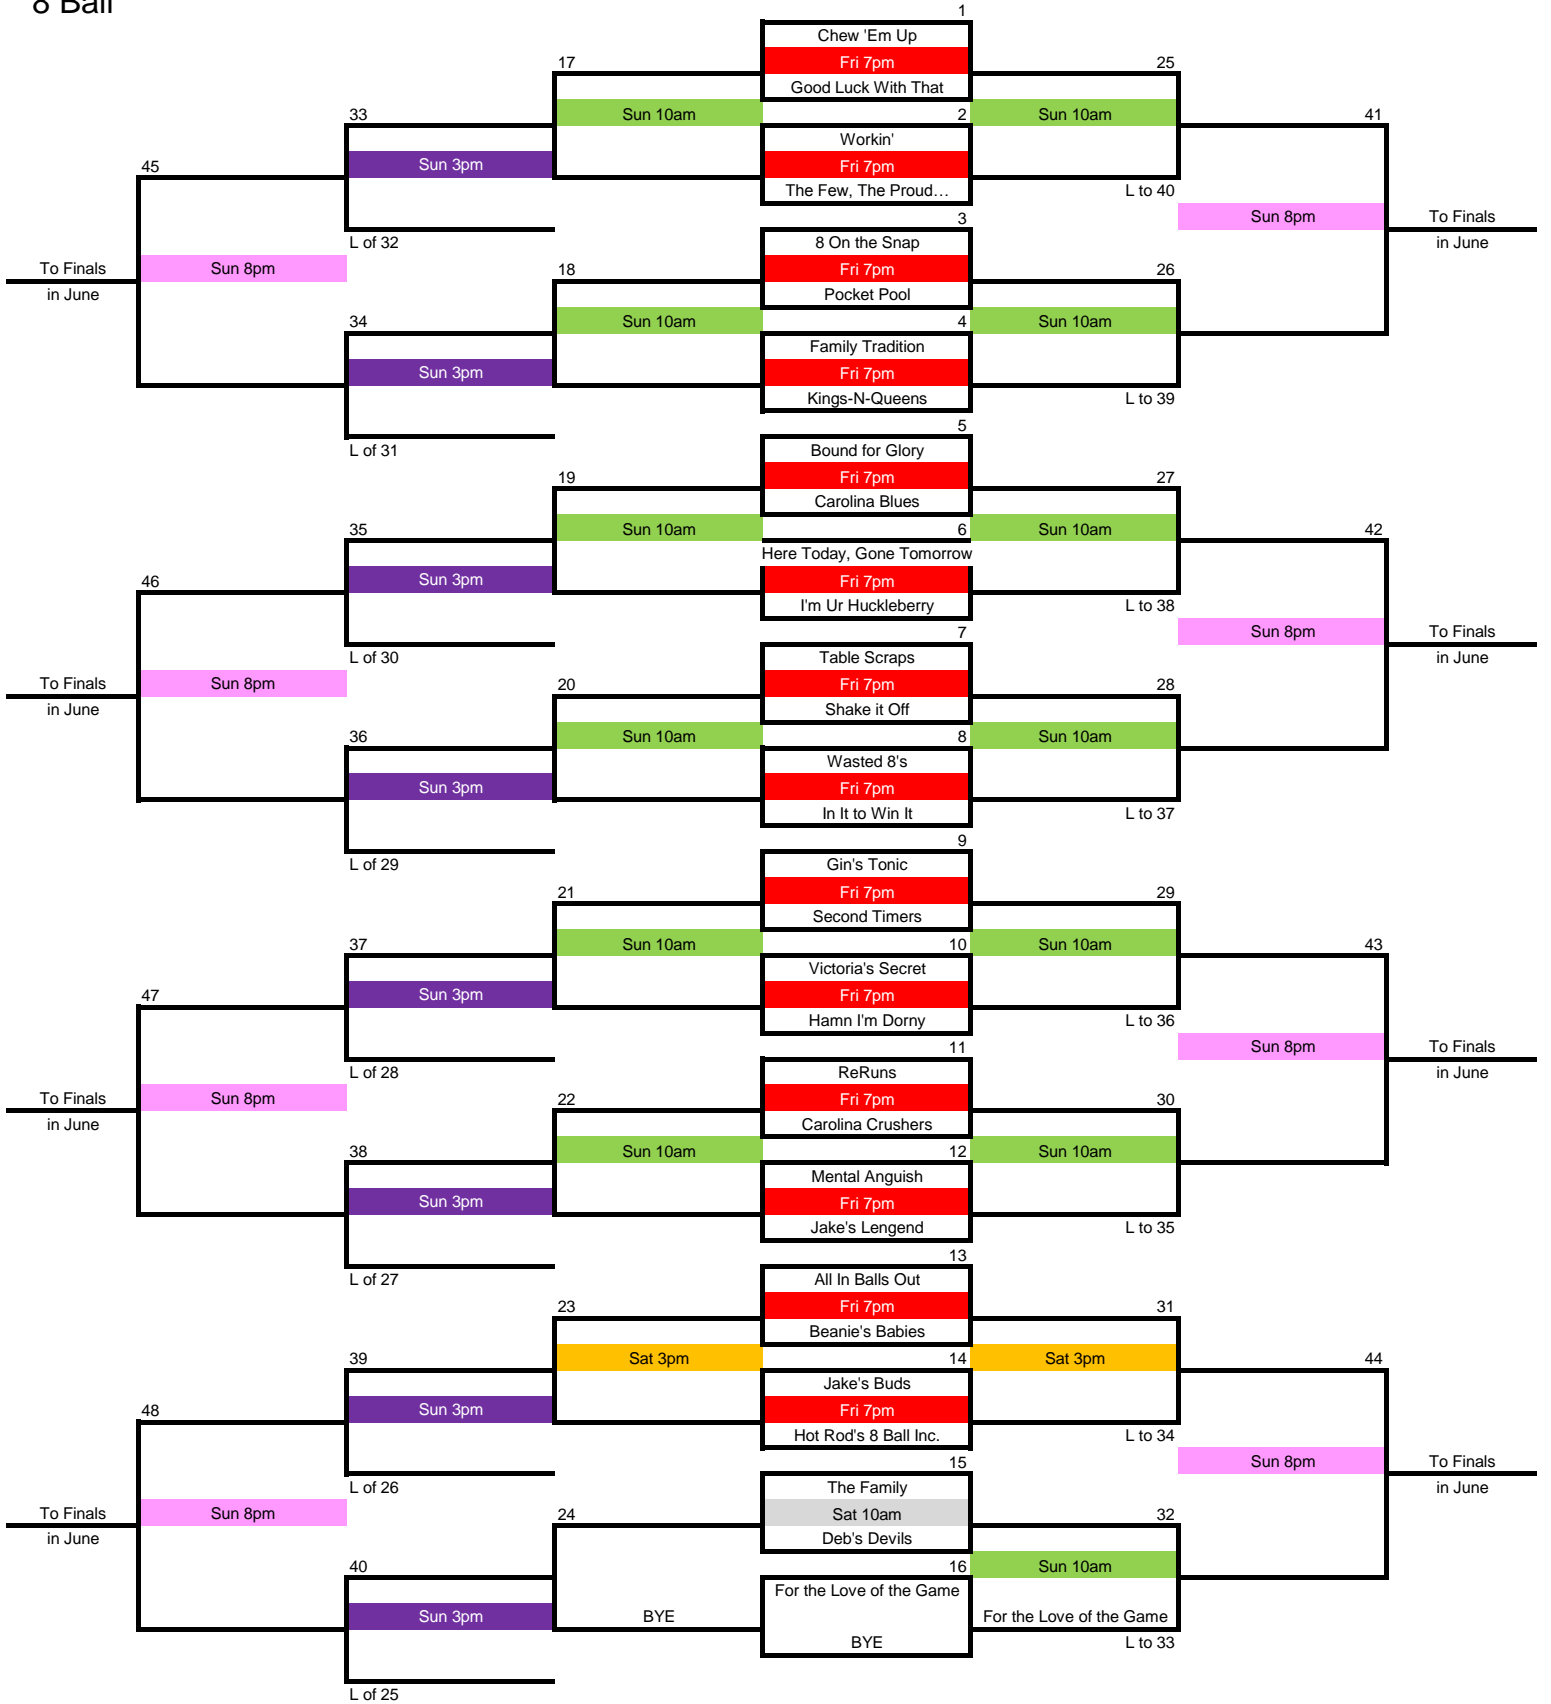 8 Ball
1
Chew 'Em Up
17
Fri 7pm
25
Good Luck With That
33
Sun 10am
2
Sun 10am
41
Workin'
45
Sun 3pm
Fri 7pm
The Few, The Proud…
L to 40
3
Sun 8pm
To Finals
L of 32
8 On the Snap
in June
To Finals
Sun 8pm
18
Fri 7pm
26
in June
Pocket Pool
34
Sun 10am
4
Sun 10am
Family Tradition
Sun 3pm
Fri 7pm
Kings-N-Queens
L to 39
5
L of 31
Bound for Glory
19
Fri 7pm
27
Carolina Blues
35
Sun 10am
6
Sun 10am
42
Here Today, Gone Tomorrow
46
Sun 3pm
Fri 7pm
I'm Ur Huckleberry
L to 38
7
Sun 8pm
To Finals
L of 30
Table Scraps
in June
To Finals
Sun 8pm
20
Fri 7pm
28
in June
Shake it Off
36
Sun 10am
8
Sun 10am
Wasted 8's
Sun 3pm
Fri 7pm
In It to Win It
L to 37
9
L of 29
Gin's Tonic
21
Fri 7pm
29
Second Timers
37
Sun 10am
10
Sun 10am
43
Victoria's Secret
47
Sun 3pm
Fri 7pm
Hamn I'm Dorny
L to 36
11
Sun 8pm
To Finals
L of 28
ReRuns
in June
To Finals
Sun 8pm
22
Fri 7pm
30
in June
Carolina Crushers
38
Sun 10am
12
Sun 10am
Mental Anguish
Sun 3pm
Fri 7pm
Jake's Lengend
L to 35
13
L of 27
All In Balls Out
23
Fri 7pm
31
Beanie's Babies
39
Sat 3pm
14
Sat 3pm
44
Jake's Buds
48
Sun 3pm
Fri 7pm
Hot Rod's 8 Ball Inc.
L to 34
15
Sun 8pm
To Finals
L of 26
The Family
in June
To Finals
Sun 8pm
24
Sat 10am
32
in June
Deb's Devils
40
16
Sun 10am
For the Love of the Game
Sun 3pm
BYE
For the Love of the Game
BYE
L to 33
L of 25